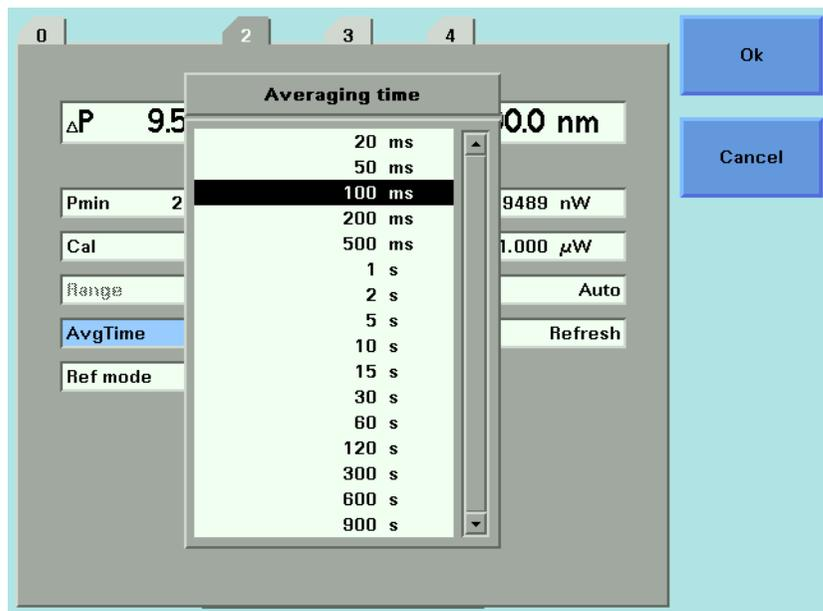 0 2 3 4
Ok
Averaging time
ΔP 9.5 0.0 nm
20 ms
Cancel
50 ms
100 ms
Pmin 2 9489 nW
200 ms
Cal 1.000 µW
500 ms
1 s
Range Auto
2 s
5 s
AvgTime Refresh
10 s
Ref mode
15 s
30 s
60 s
120 s
300 s
600 s
900 s